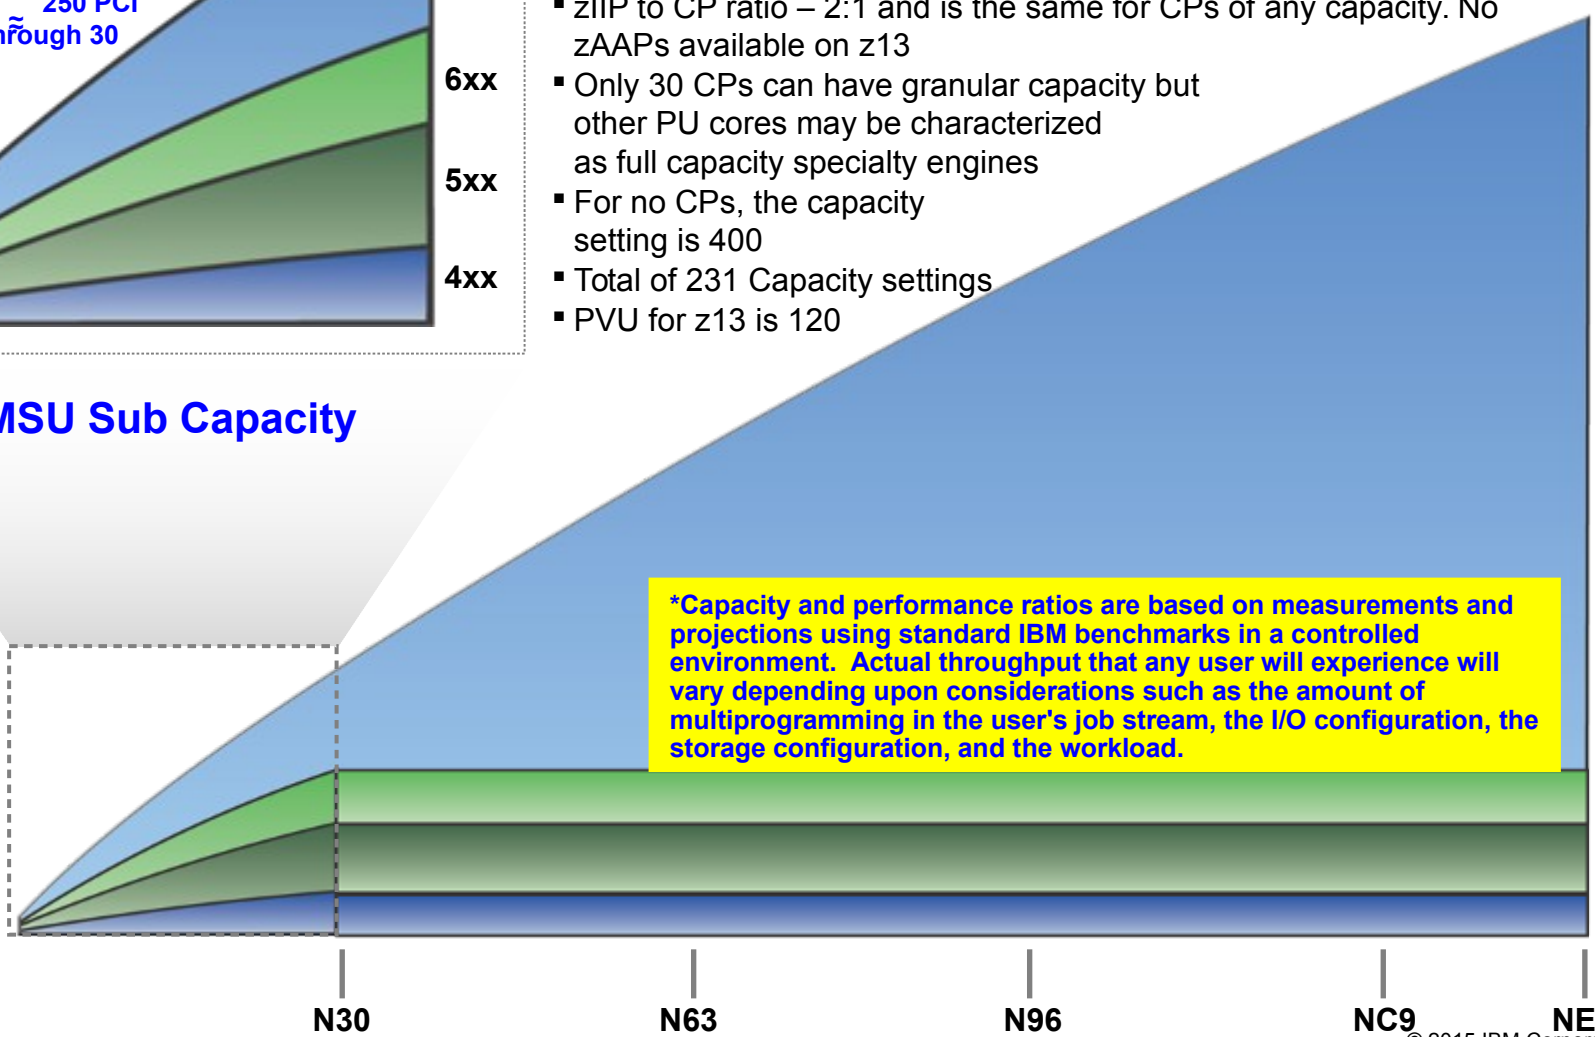 250 PCI
through 30
6xx
5xx
4xx
▪ zIIP to CP ratio – 2:1 and is the same for CPs of any capacity. No
zAAPs available on z13
▪ Only 30 CPs can have granular capacity but
other PU cores may be characterized
as full capacity specialty engines
▪ For no CPs, the capacity
setting is 400
▪ Total of 231 Capacity settings
▪ PVU for z13 is 120
MSU Sub Capacity
*Capacity and performance ratios are based on measurements and
projections using standard IBM benchmarks in a controlled
environment. Actual throughput that any user will experience will
vary depending upon considerations such as the amount of
multiprogramming in the user's job stream, the I/O configuration, the
storage configuration, and the workload.
N30
N63
N96
NC9
NE